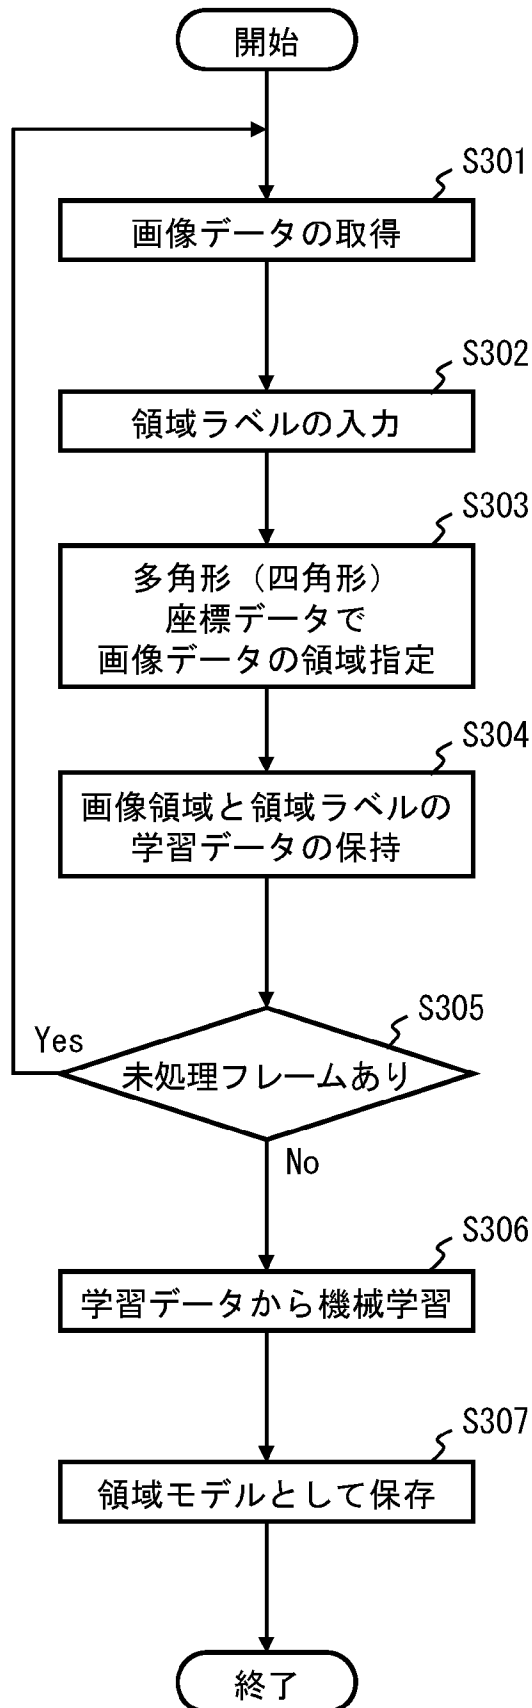 開始
S301
画像データの取得
S302
領域ラベルの入力
S303
多角形（四角形）
座標データで
画像データの領域指定
S304
画像領域と領域ラベルの
学習データの保持
S305
Yes
未処理フレームあり
No
S306
学習データから機械学習
S307
領域モデルとして保存
終了